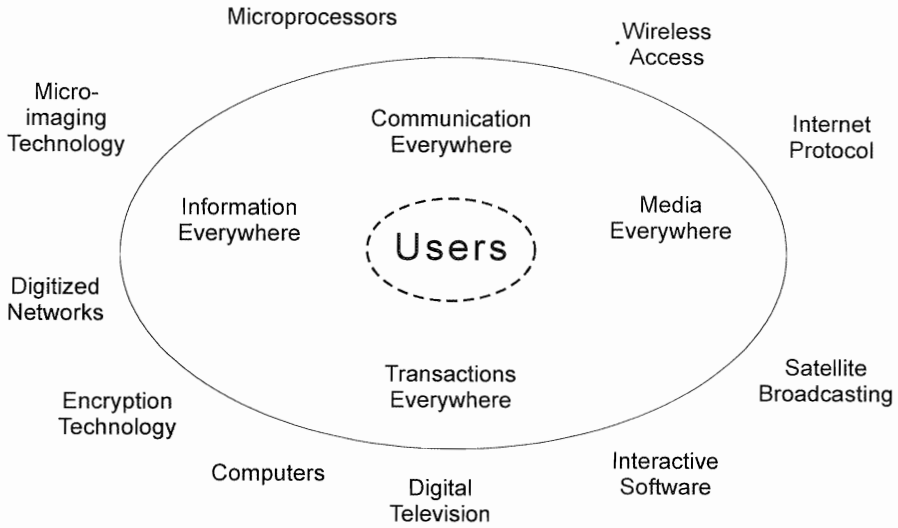 Microprocessors
Wireless
Access
Micro-
imaging
Technology
Communication
Everywhere
Internet
Protocol
Information
Everywhere
Media
Everywhere
Users
Digitized
Networks
Transactions
Everywhere
Satellite
Broadcasting
Encryption
Technology
Computers
Interactive
Software
Digital
Television